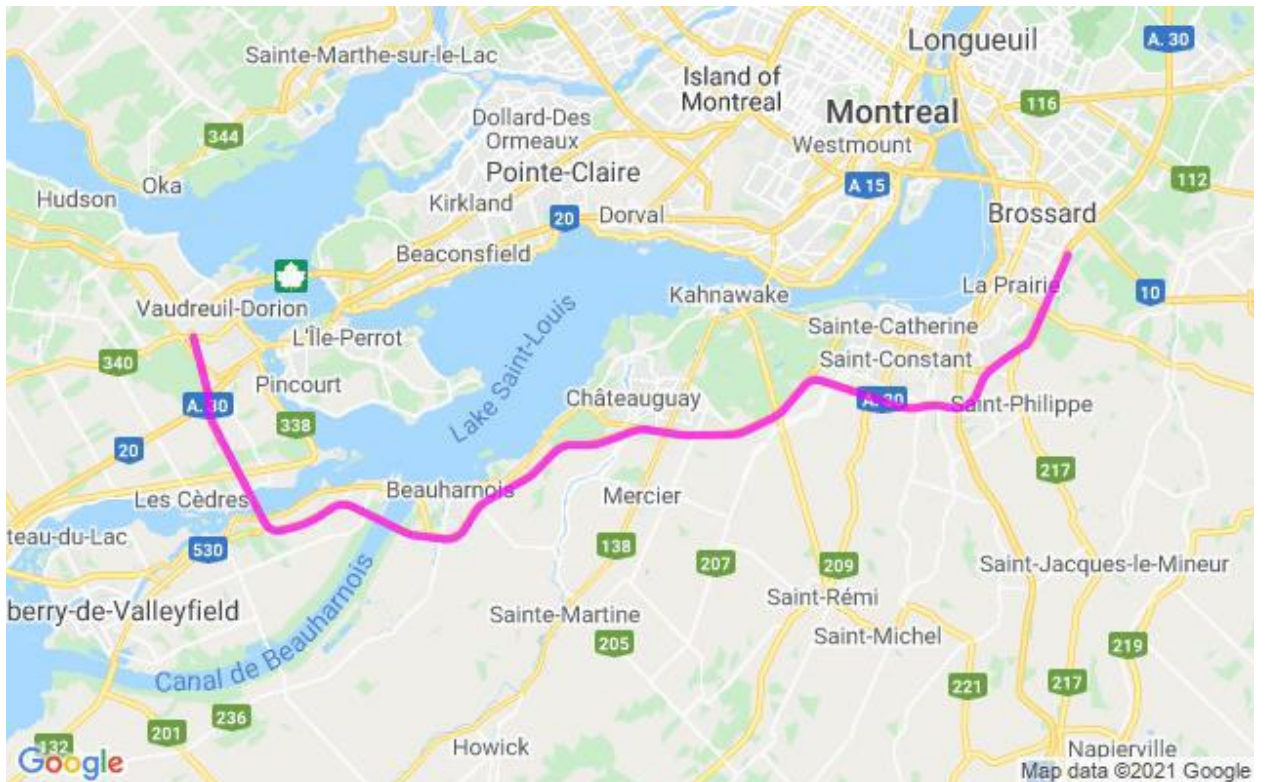 Longueuil
A. 30
Sainte-Marthe-sur-le-Lac
Island of
Montreal
116
Montreal
Dollard-Des
Ormeaux
344
Westmount
Pointe-Claire
Oka
A 15
112
Hudson
Kirkland
20
Dorval
Brossard
Beaconsfield
La Prairie
10
Kahnawake
Vaudreuil-Dorion
L'Île-Perrot
Sainte-Catherine
340
Saint-Constant
Pincourt
Lake Saint-Louis
Châteauguay
A. 30
A. 30
Saint-Philippe
338
20
217
Beauharnois
Les Cèdres
Mercier
teau-du-Lac
530
138
207
209
Saint-Jacques-le-Mineur
berry-de-Valleyfield
Sainte-Martine
Saint-Rémi
205
Saint-Michel
219
Canal de Beauharnois
221
217
236
201
132
Howick
Napierville
Google
Map data ©2021 Google